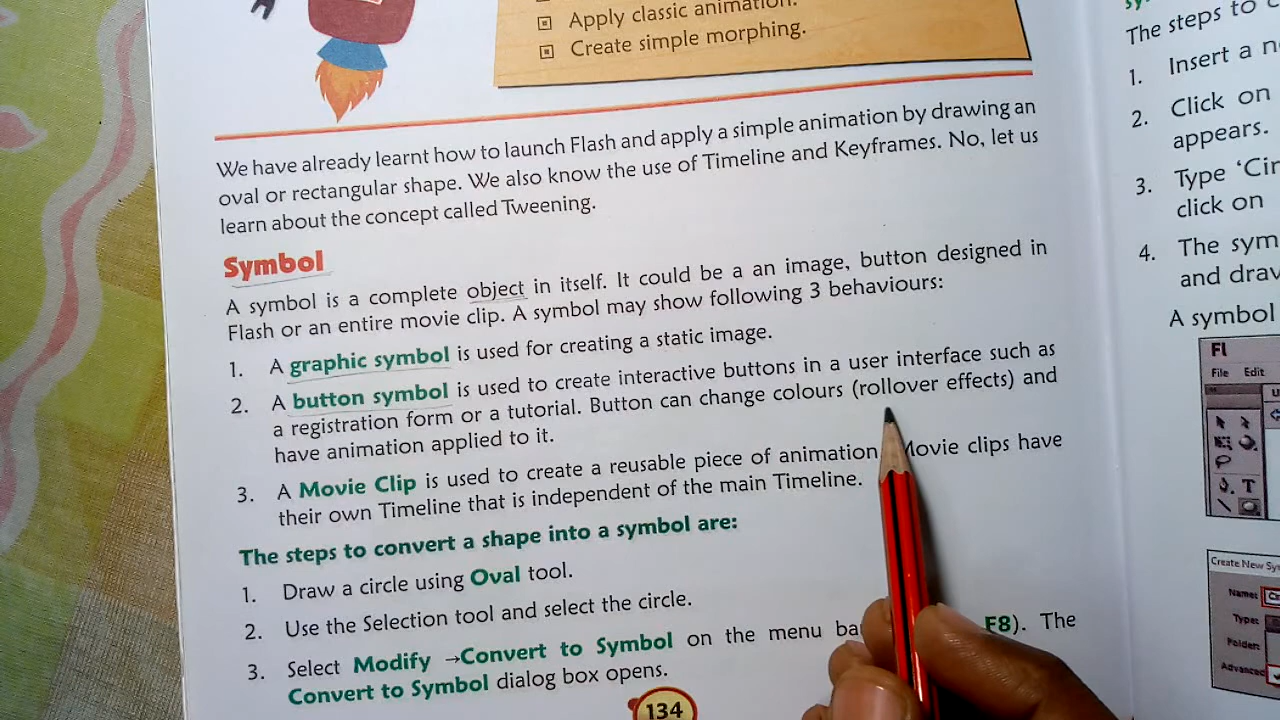 Apply classic animation.
Create simple morphing.
We have already learnt how to launch Flash and apply a simple animation by drawing an
oval or rectangular shape. We also know the use of Timeline and Keyframes. No, let us
learn about the concept called Tweening.
Symbol
A symbol is a complete object in itself. It could be a an image, button designed in
Flash or an entire movie clip. A symbol may show following 3 behaviours:
1. A graphic symbol is used for creating a static image.
2. A button symbol is used to create interactive buttons in a user interface such as
a registration form or a tutorial. Button can change colours (rollover effects) and
have animation applied to it.
3. A Movie Clip is used to create a reusable piece of animation. Movie clips have
their own Timeline that is independent of the main Timeline.
The steps to convert a shape into a symbol are:
1. Draw a circle using Oval tool.
2. Use the Selection tool and select the circle.
3. Select Modify →Convert to Symbol on the menu F8). The
Convert to Symbol dialog box opens.
134
The steps to
1. Insert a
2. Click on
appears.
3. Type
click on
4. The
and
A symbol
Fl
File Edit
T
Create New
Name:
Type:
Folder:
Advanced